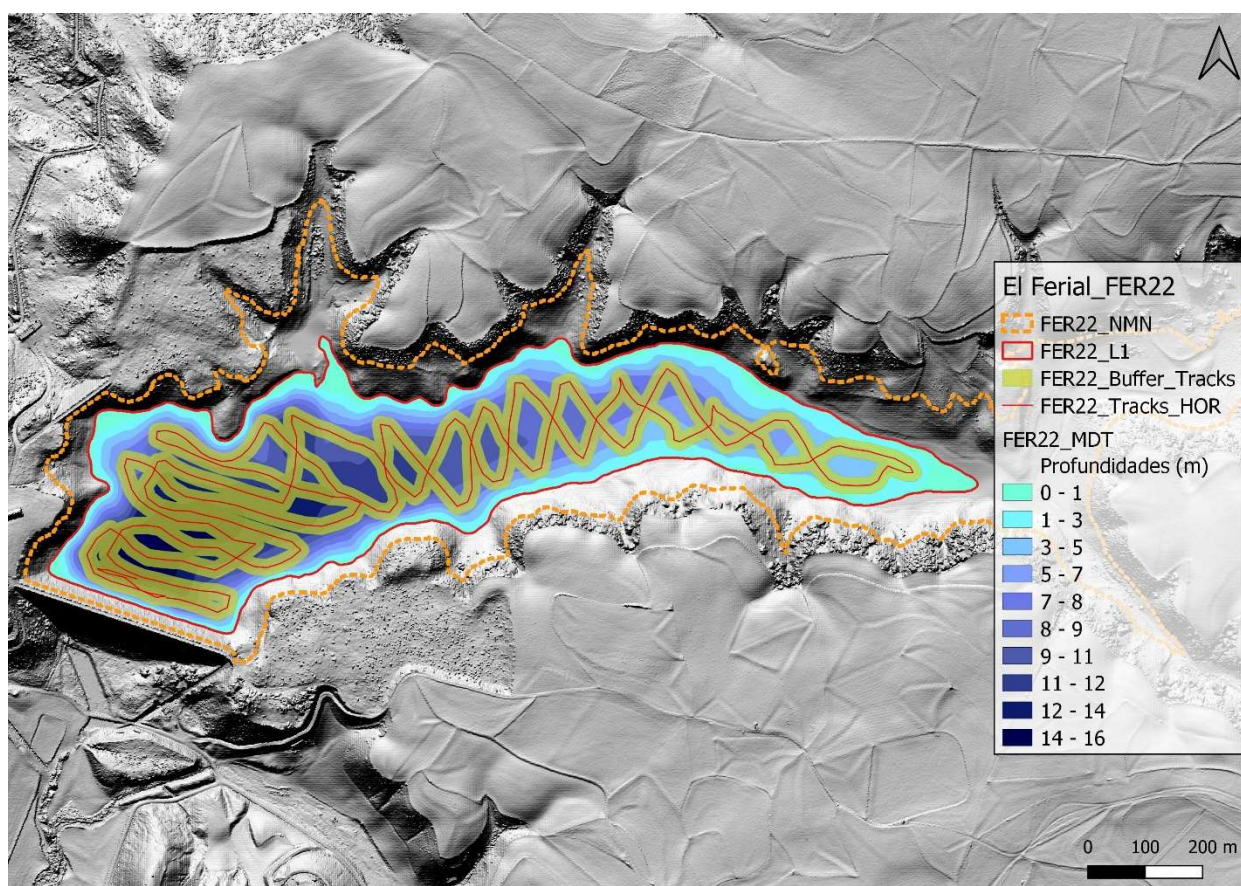 El Ferial_FER22
FER22_NMN
FER22_L1
FER22_Buffer_Tracks
FER22_Tracks_HOR
FER22_MDT
Profundidades (m)
0 - 1
1 - 3
3 - 5
5 - 7
7 - 8
8 - 9
9 - 11
11 - 12
12 - 14
14 - 16
0 100 200 m